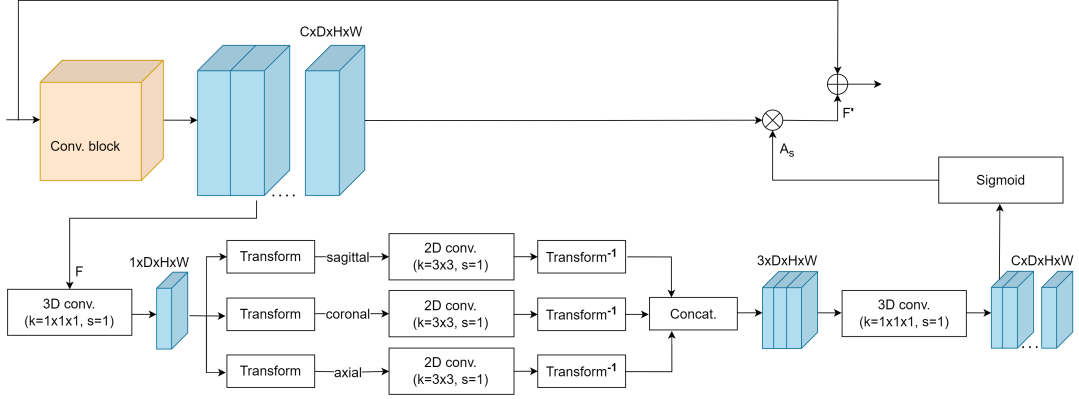 CxDxHxW
Conv. block
....
F'
As
Sigmoid
F
1xDxHxW
3D conv.
(k=1x1x1, s=1)
Transform
sagittal
2D conv.
(k=3x3, s=1)
Transform-1
Transform
coronal
2D conv.
(k=3x3, s=1)
Transform-1
Transform
axial
2D conv.
(k=3x3, s=1)
Transform-1
Concat.
3xDxHxW
3D conv.
(k=1x1x1, s=1)
CxDxHxW
...